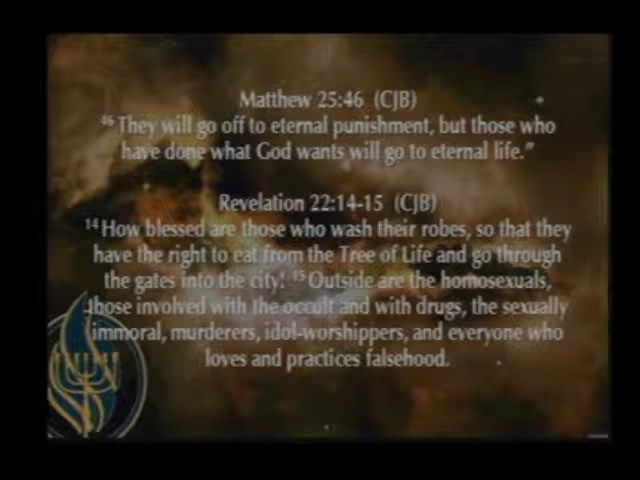 Matthew 25:46 (CJB)
46 They will go off to eternal punishment, but those who
have done what God wants will go to eternal life."
Revelation 22:14-15 (CJB)
14 How blessed are those who wash their robes, so that they
have the right to eat from the Tree of Life and go through
the gates into the city! 15 Outside are the homosexuals,
those involved with the occult and with drugs, the sexually
immoral, murderers, idol-worshippers, and everyone who
loves and practices falsehood.